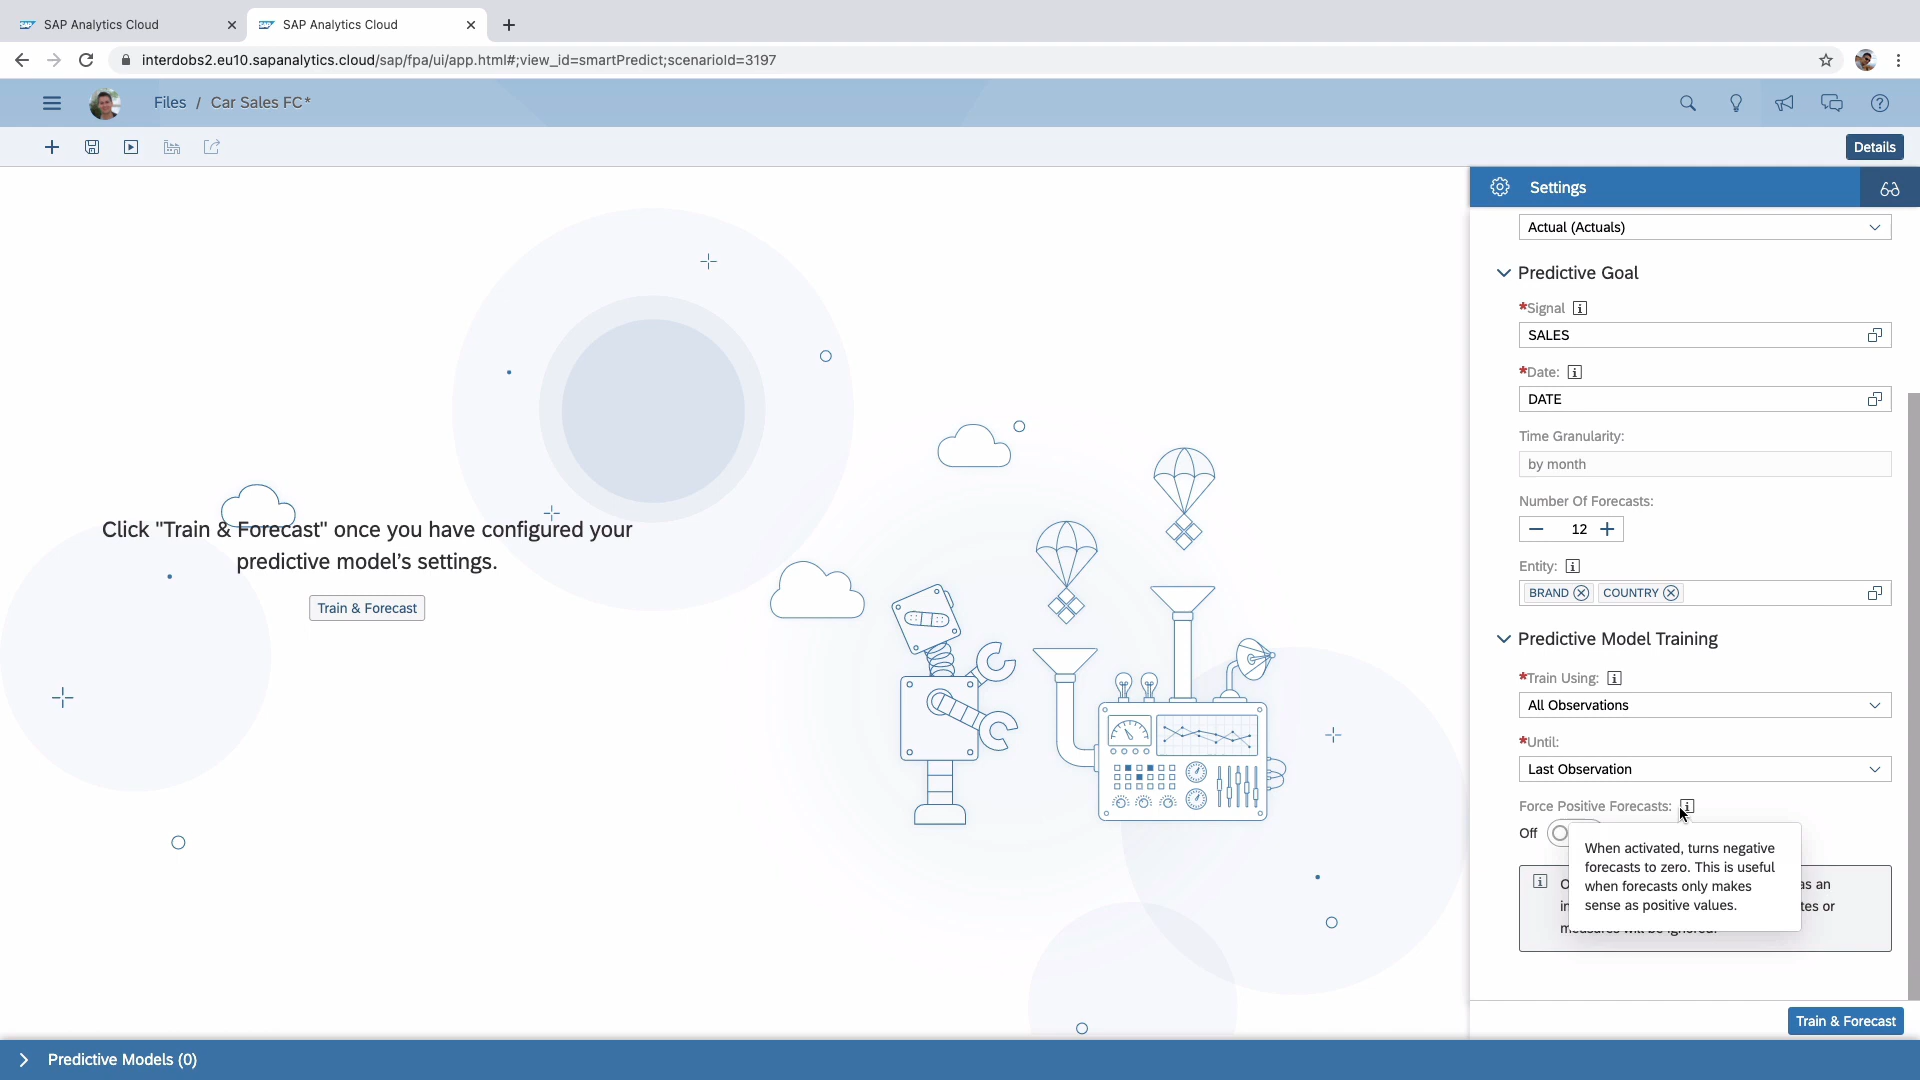 SAP Analytics Cloud
SAP Analytics Cloud
interdobs2.eu10.sapanalytics.cloud/sap/fpa/ui/app.html#;view_id=smartPredict;scenarioId=3197
Files / Car Sales FC*
Details
Settings
Actual (Actuals)
Predictive Goal
*Signal
SALES
*Date:
DATE
Time Granularity:
by month
Number Of Forecasts:
12
Entity:
BRAND COUNTRY
Predictive Model Training
*Train Using:
All Observations
*Until:
Last Observation
Force Positive Forecasts:
Off
When activated, turns negative
forecasts to zero. This is useful
when forecasts only makes
sense as positive values.
as an
or
will be ignored.
Click "Train & Forecast" once you have configured your
predictive model's settings.
Train & Forecast
Train & Forecast
Predictive Models (0)